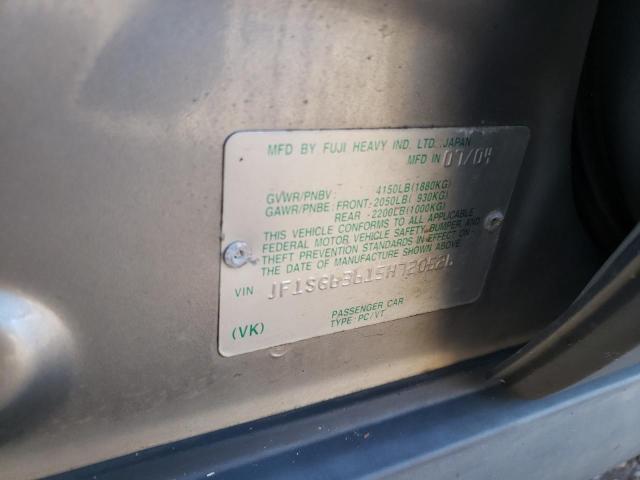 MFD BY FUJI HEAVY IND. LTD. JAPAN
MFD IN 07/04
GVWR/PNBV: 4150LB(1880KG)
GAWR/PNBE: FRONT-2050LB( 930KG)
REAR -2200LB(1000KG)
THIS VEHICLE CONFORMS TO ALL APPLICABLE
FEDERAL MOTOR VEHICLE SAFETY, BUMPER, AND
THEFT PREVENTION STANDARDS IN EFFECT ON
THE DATE OF MANUFACTURE SHOWN ABOVE.
VIN
(VK) PASSENGER CAR
TYPE: PC/VT